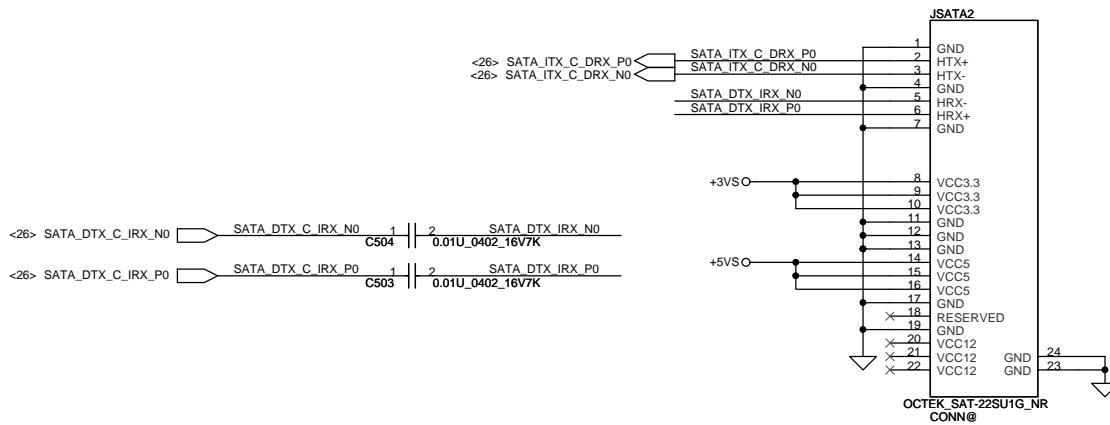 JSATA2
1 GND
<26> SATA_ITX_C_DRX_P0 SATA_ITX_C_DRX_P0 2 HTX+
<26> SATA_ITX_C_DRX_N0 SATA_ITX_C_DRX_N0 3 HTX-
4 GND
SATA_DTX_IRX_N0 5 HRX-
SATA_DTX_IRX_P0 6 HRX+
7 GND
+3VS 8 VCC3.3
9 VCC3.3
10 VCC3.3
11 GND
12 GND
13 GND
+5VS 14 VCC5
15 VCC5
16 VCC5
17 GND
18 RESERVED
19 GND
20 VCC12
21 VCC12 GND 24
22 VCC12 GND 23
OCTEK_SAT-22SU1G_NR
CONN@
<26> SATA_DTX_C_IRX_N0 SATA_DTX_C_IRX_N0 1 2 SATA_DTX_IRX_N0
C504 0.01U_0402_16V7K
<26> SATA_DTX_C_IRX_P0 SATA_DTX_C_IRX_P0 1 2 SATA_DTX_IRX_P0
C503 0.01U_0402_16V7K